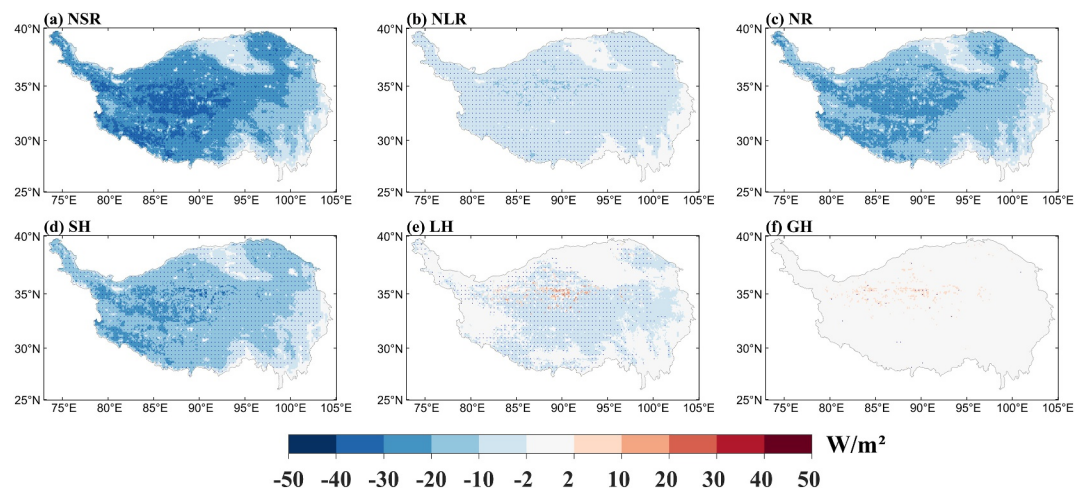 (a) NSR (b) NLR (c) NR
40°N 40°N 40°N
35°N 35°N 35°N
30°N 30°N 30°N
25°N 25°N 25°N
75°E 80°E 85°E 90°E 95°E 100°E 105°E 75°E 80°E 85°E 90°E 95°E 100°E 105°E 75°E 80°E 85°E 90°E 95°E 100°E 105°E
(d) SH (e) LH (f) GH
40°N 40°N 40°N
35°N 35°N 35°N
30°N 30°N 30°N
25°N 25°N 25°N
75°E 80°E 85°E 90°E 95°E 100°E 105°E 75°E 80°E 85°E 90°E 95°E 100°E 105°E 75°E 80°E 85°E 90°E 95°E 100°E 105°E
W/m²
-50 -40 -30 -20 -10 -2 2 10 20 30 40 50